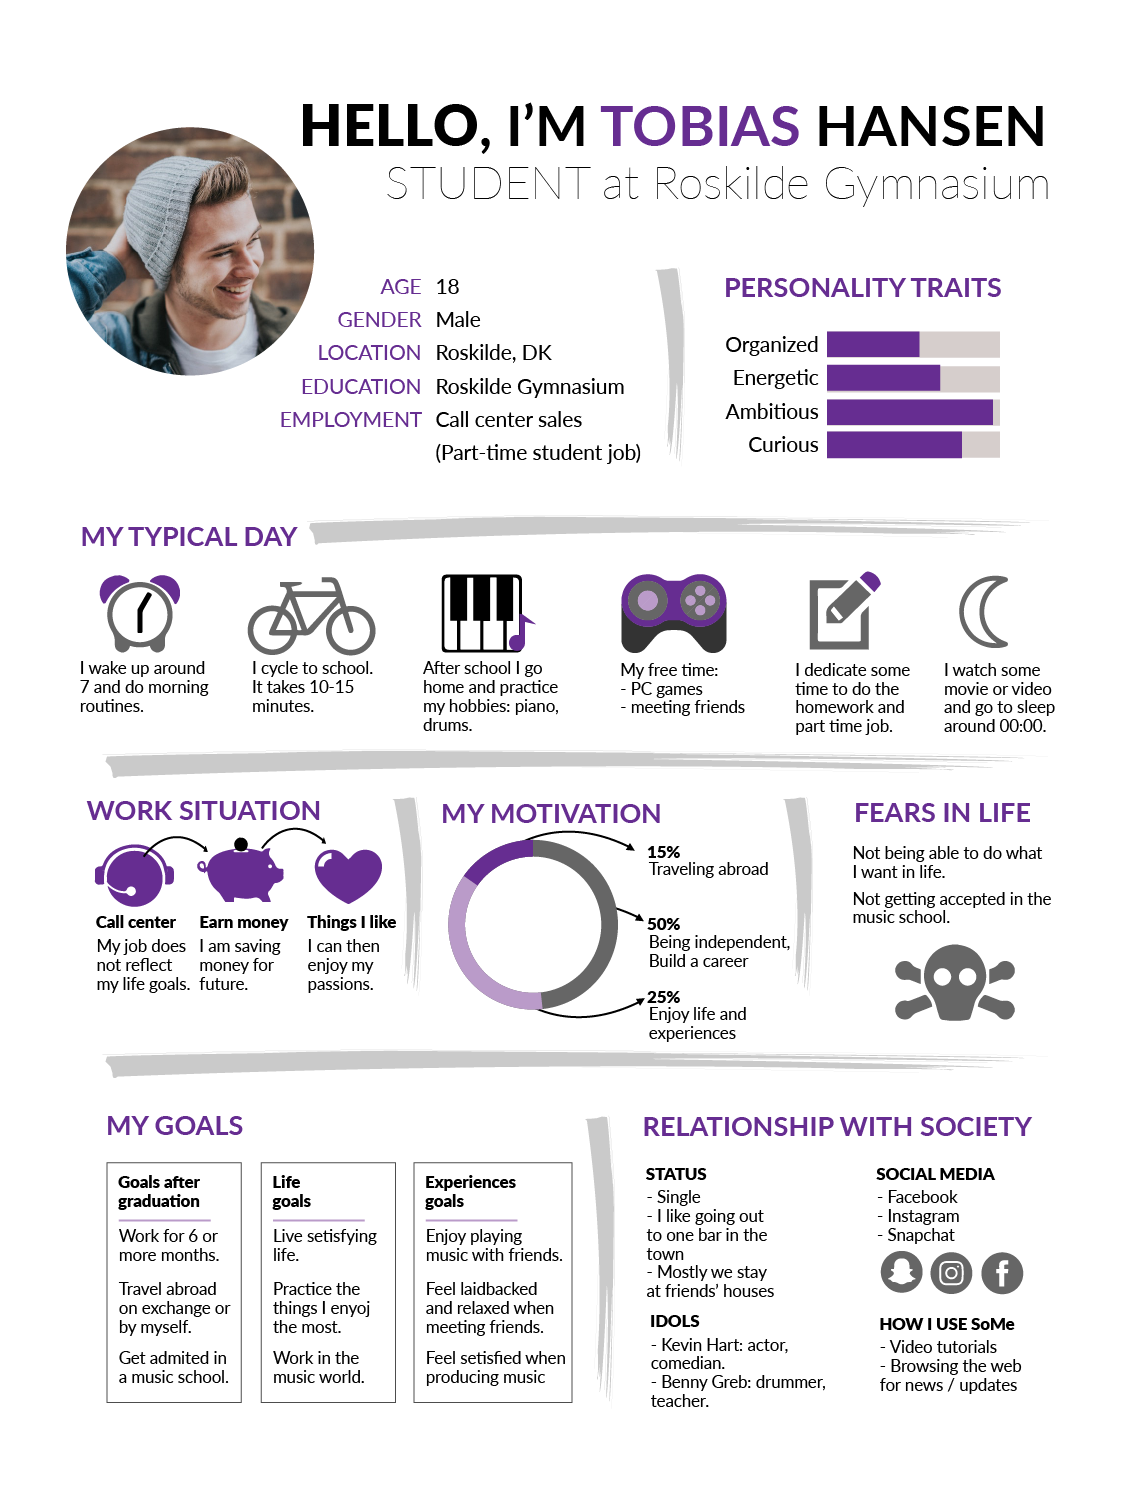 HELLO, I'M TOBIAS HANSEN
STUDENT at Roskilde Gymnasium
AGE 18
GENDER Male
LOCATION Roskilde, DK
EDUCATION Roskilde Gymnasium
EMPLOYMENT Call center sales
(Part-time student job)
PERSONALITY TRAITS
Organized
Energetic
Ambitious
Curious
MY TYPICAL DAY
I wake up around
7 and do morning
routines.
I cycle to school.
It takes 10-15
minutes.
After school I go
home and practice
my hobbies: piano,
drums.
My free time:
- PC games
- meeting friends
I dedicate some
time to do the
homework and
part time job.
I watch some
movie or video
and go to sleep
around 00:00.
WORK SITUATION
Call center
My job does
not reflect
my life goals.
Earn money
I am saving
money for
future.
Things I like
I can then
enjoy my
passions.
MY MOTIVATION
15%
Traveling abroad
50%
Being independent,
Build a career
25%
Enjoy life and
experiences
FEARS IN LIFE
Not being able to do what
I want in life.
Not getting accepted in the
music school.
MY GOALS
Goals after
graduation
Work for 6 or
more months.
Travel abroad
on exchange or
by myself.
Get admited in
a music school.
Life
goals
Live setisfying
life.
Practice the
things I enyoj
the most.
Work in the
music world.
Experiences
goals
Enjoy playing
music with friends.
Feel laidbacked
and relaxed when
meeting friends.
Feel setisfied when
producing music
RELATIONSHIP WITH SOCIETY
STATUS
- Single
- I like going out
to one bar in the
town
- Mostly we stay
at friends' houses
IDOLS
- Kevin Hart: actor,
comedian.
- Benny Greb: drummer,
teacher.
SOCIAL MEDIA
- Facebook
- Instagram
- Snapchat
HOW I USE SoMe
- Video tutorials
- Browsing the web
for news / updates